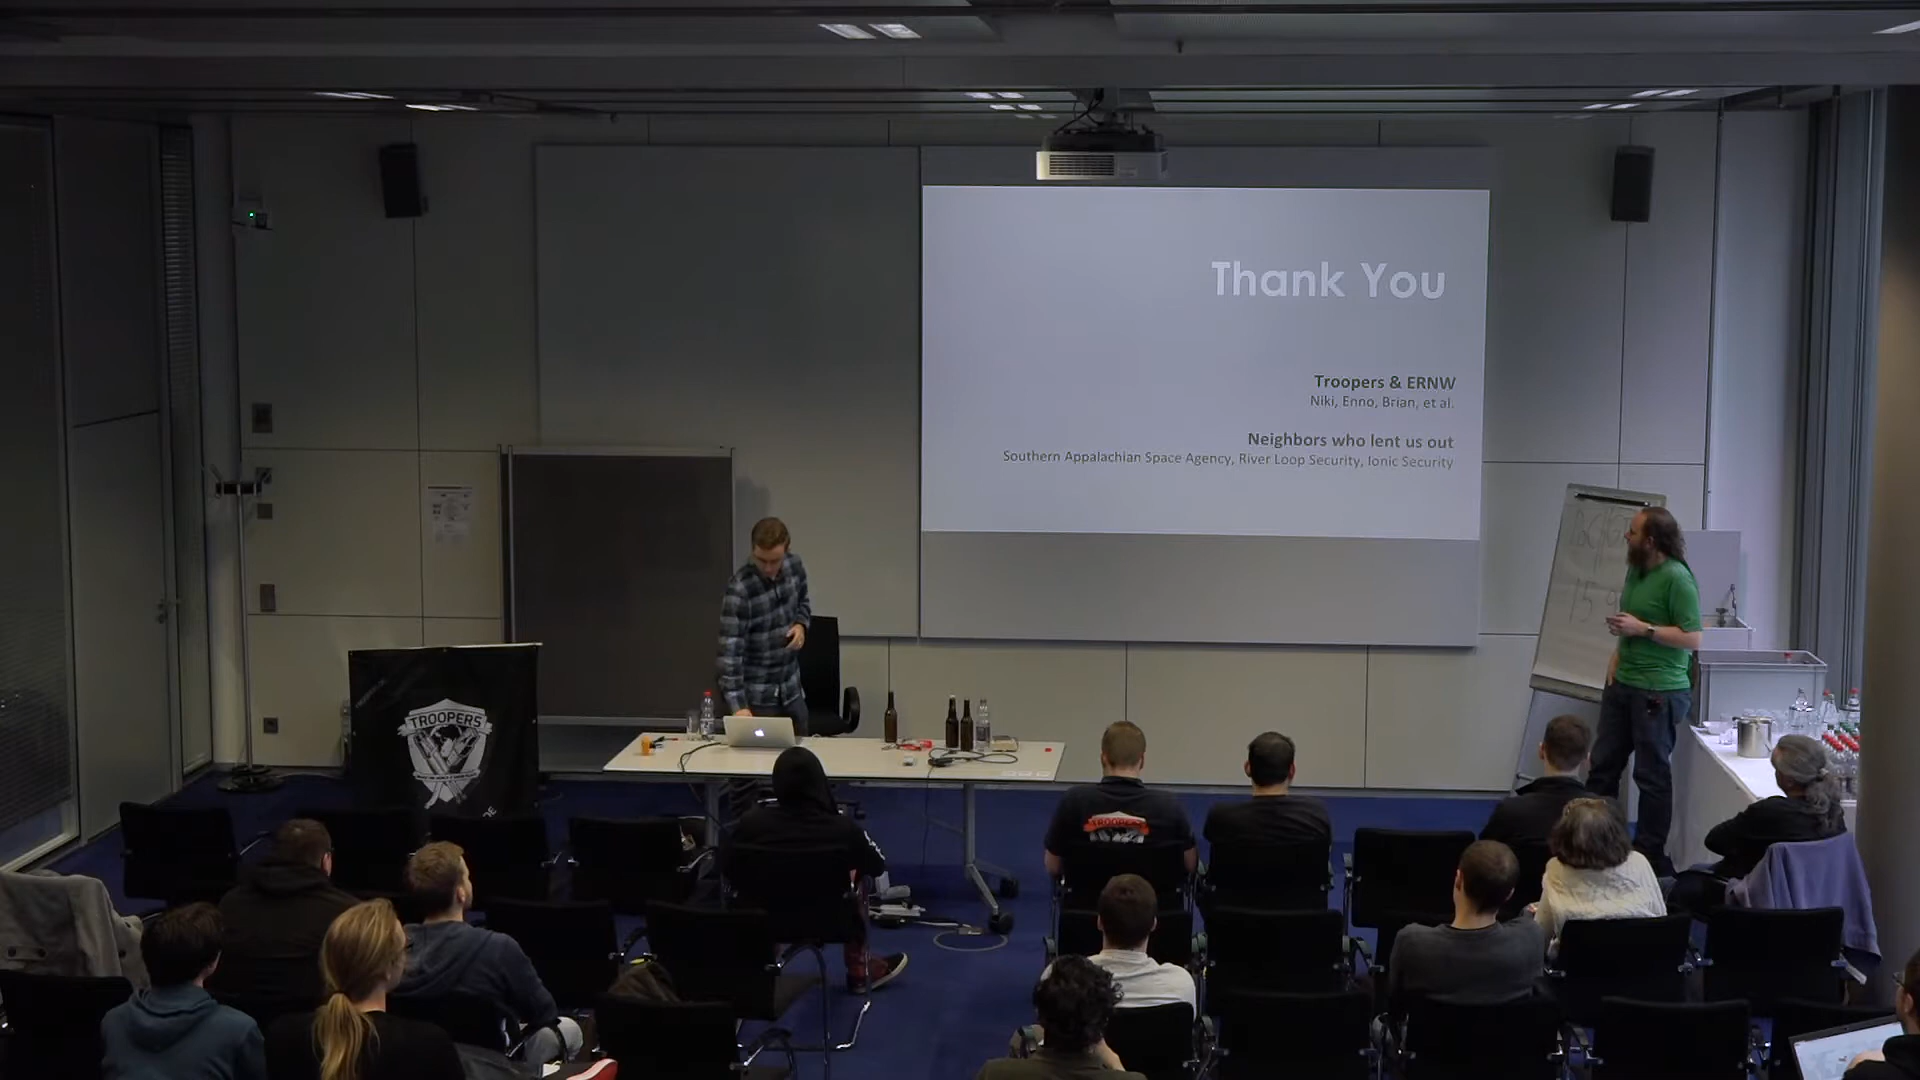 Thank You
Troopers & ERNW
Niki, Enno, Brian, et al.
Neighbors who lent us out
Southern Appalachian Space Agency, River Loop Security, Ionic Security
TROOPERS
TROOPERS